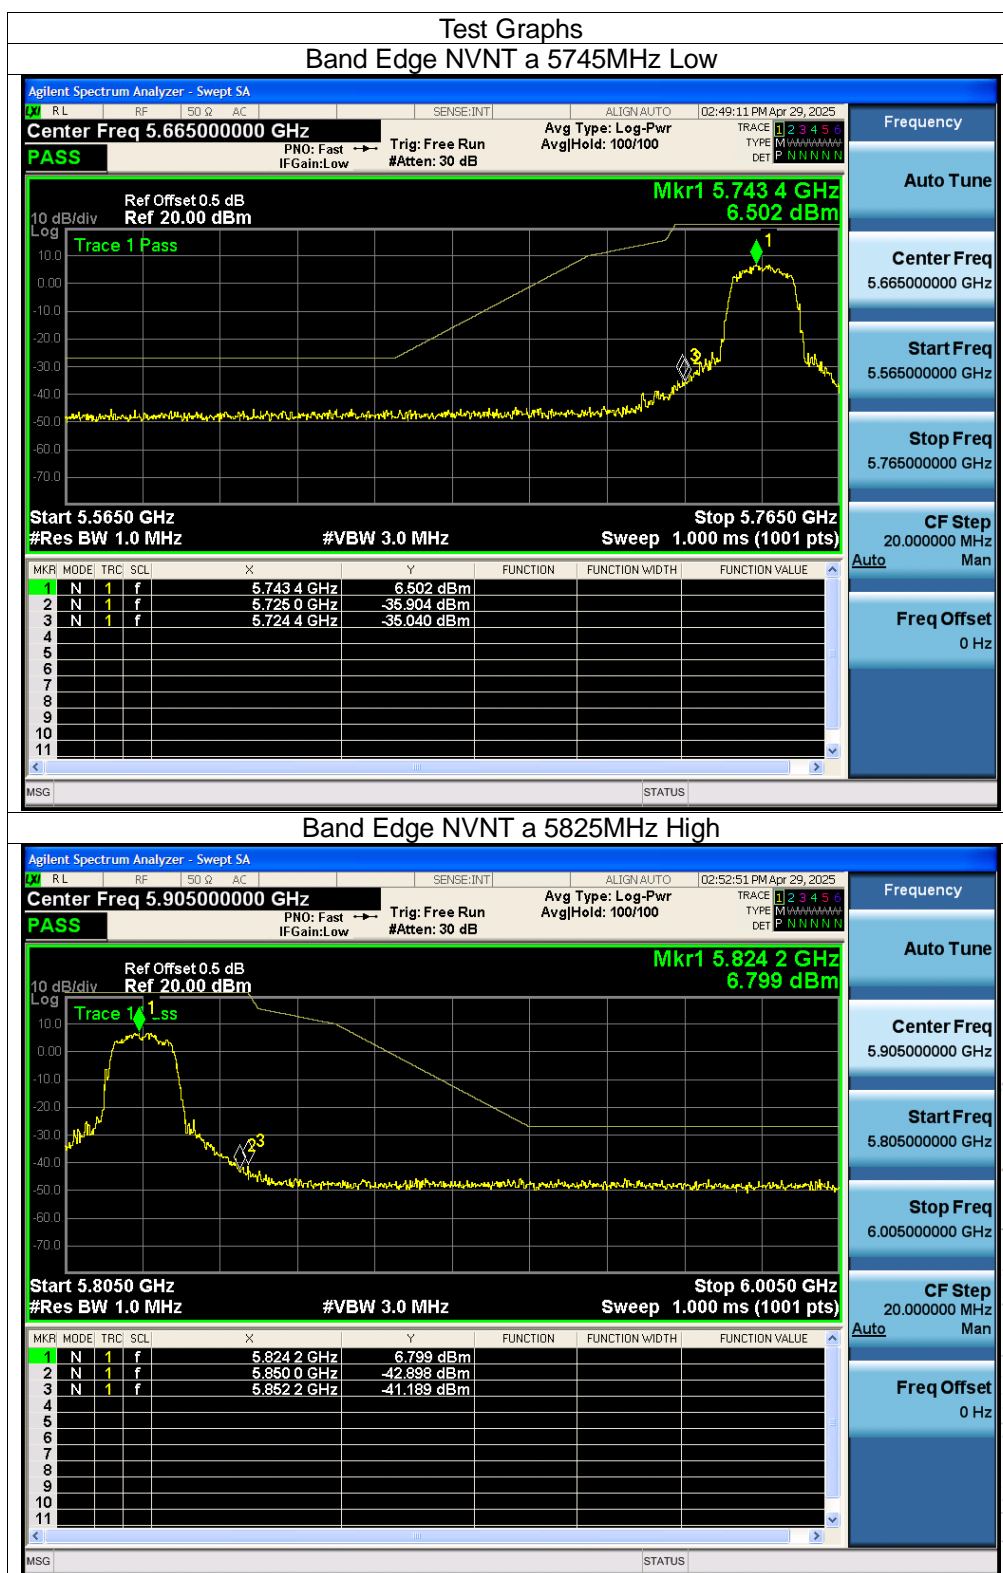 Test Graphs
Band Edge NVNT a 5745MHz Low
Agilent Spectrum Analyzer - Swept SA
LXI RL RF 50 Ω AC SENSE:INT ALIGN AUTO 02:49:11 PM Apr 29, 2025
Center Freq 5.665000000 GHz Avg Type: Log-Pwr TRACE 1 2 3 4 5 6
PNO: Fast Trig: Free Run Avg|Hold: 100/100 TYPE M WWWWW
PASS IFGain:Low #Atten: 30 dB DET P N N N N N
Frequency
Mkr1 5.743 4 GHz
6.502 dBm
Ref Offset 0.5 dB
10 dB/div Ref 20.00 dBm
Log
Trace 1 Pass
10.0
0.00
-10.0
-20.0
-30.0
-40.0
-50.0
-60.0
-70.0
1
3
Start 5.5650 GHz Stop 5.7650 GHz
#Res BW 1.0 MHz #VBW 3.0 MHz Sweep 1.000 ms (1001 pts)
MKR MODE TRC SCL X Y FUNCTION FUNCTION WIDTH FUNCTION VALUE
1 N 1 f 5.743 4 GHz 6.502 dBm
2 N 1 f 5.725 0 GHz -35.904 dBm
3 N 1 f 5.724 4 GHz -35.040 dBm
4
5
6
7
8
9
10
11
MSG STATUS
Auto Tune
Center Freq
5.665000000 GHz
Start Freq
5.565000000 GHz
Stop Freq
5.765000000 GHz
CF Step
20.000000 MHz
Auto Man
Freq Offset
0 Hz
Band Edge NVNT a 5825MHz High
Agilent Spectrum Analyzer - Swept SA
LXI RL RF 50 Ω AC SENSE:INT ALIGN AUTO 02:52:51 PM Apr 29, 2025
Center Freq 5.905000000 GHz Avg Type: Log-Pwr TRACE 1 2 3 4 5 6
PNO: Fast Trig: Free Run Avg|Hold: 100/100 TYPE M WWWWW
PASS IFGain:Low #Atten: 30 dB DET P N N N N N
Frequency
Mkr1 5.824 2 GHz
6.799 dBm
Ref Offset 0.5 dB
10 dB/div Ref 20.00 dBm
Log
Trace 1
10.0
0.00
-10.0
-20.0
-30.0
-40.0
-50.0
-60.0
-70.0
1
2 3
Start 5.8050 GHz Stop 6.0050 GHz
#Res BW 1.0 MHz #VBW 3.0 MHz Sweep 1.000 ms (1001 pts)
MKR MODE TRC SCL X Y FUNCTION FUNCTION WIDTH FUNCTION VALUE
1 N 1 f 5.824 2 GHz 6.799 dBm
2 N 1 f 5.850 0 GHz -42.898 dBm
3 N 1 f 5.852 2 GHz -41.189 dBm
4
5
6
7
8
9
10
11
MSG STATUS
Auto Tune
Center Freq
5.905000000 GHz
Start Freq
5.805000000 GHz
Stop Freq
6.005000000 GHz
CF Step
20.000000 MHz
Auto Man
Freq Offset
0 Hz